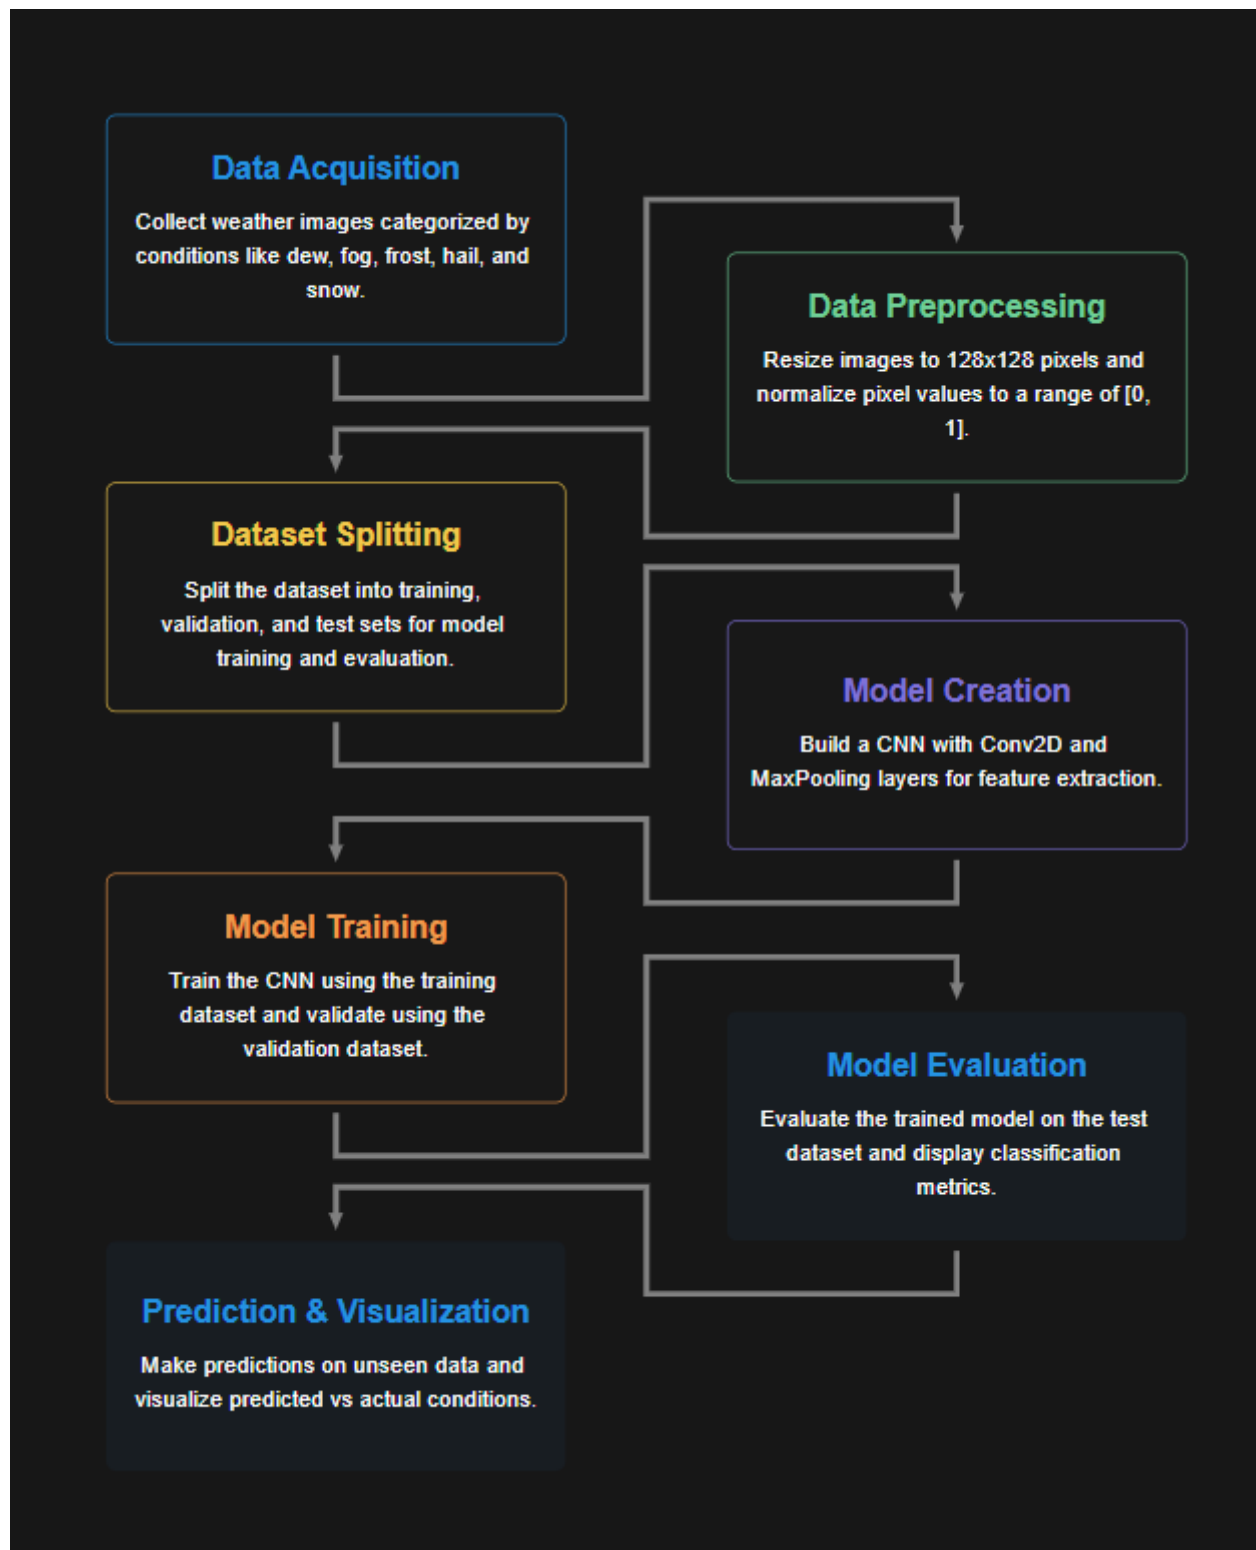 Data Acquisition
Collect weather images categorized by
conditions like dew, fog, frost, hail, and
snow.
Data Preprocessing
Resize images to 128x128 pixels and
normalize pixel values to a range of [0,
1].
Dataset Splitting
Split the dataset into training,
validation, and test sets for model
training and evaluation.
Model Creation
Build a CNN with Conv2D and
MaxPooling layers for feature extraction.
Model Training
Train the CNN using the training
dataset and validate using the
validation dataset.
Model Evaluation
Evaluate the trained model on the test
dataset and display classification
metrics.
Prediction & Visualization
Make predictions on unseen data and
visualize predicted vs actual conditions.